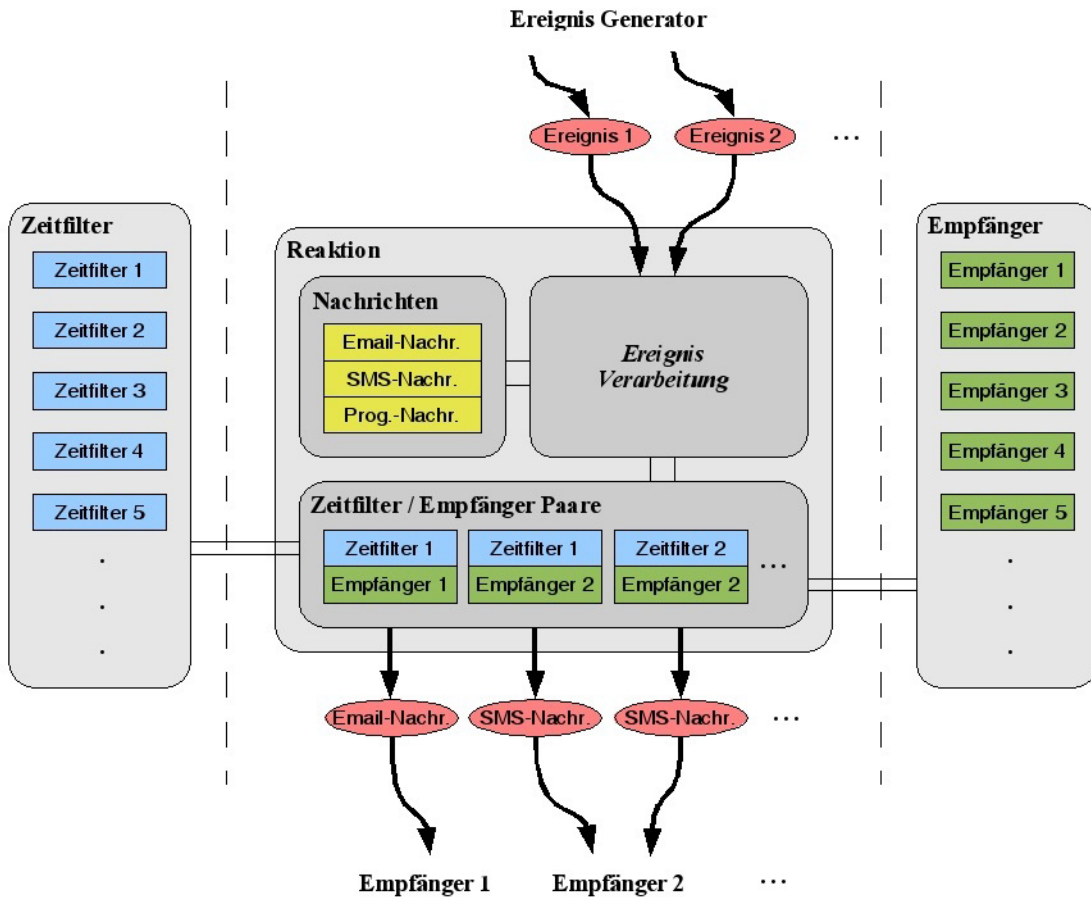 Ereignis Generator
Ereignis 1
Ereignis 2
...
Zeitfilter
Zeitfilter 1
Zeitfilter 2
Zeitfilter 3
Zeitfilter 4
Zeitfilter 5
.
.
.
Reaktion
Nachrichten
Email-Nachr.
SMS-Nachr.
Prog.-Nachr.
Ereignis
Verarbeitung
Zeitfilter / Empfänger Paare
Zeitfilter 1
Empfänger 1
Zeitfilter 1
Empfänger 2
Zeitfilter 2
Empfänger 2
...
Empfänger
Empfänger 1
Empfänger 2
Empfänger 3
Empfänger 4
Empfänger 5
.
.
.
Email-Nachr.
SMS-Nachr.
SMS-Nachr.
...
Empfänger 1
Empfänger 2
...